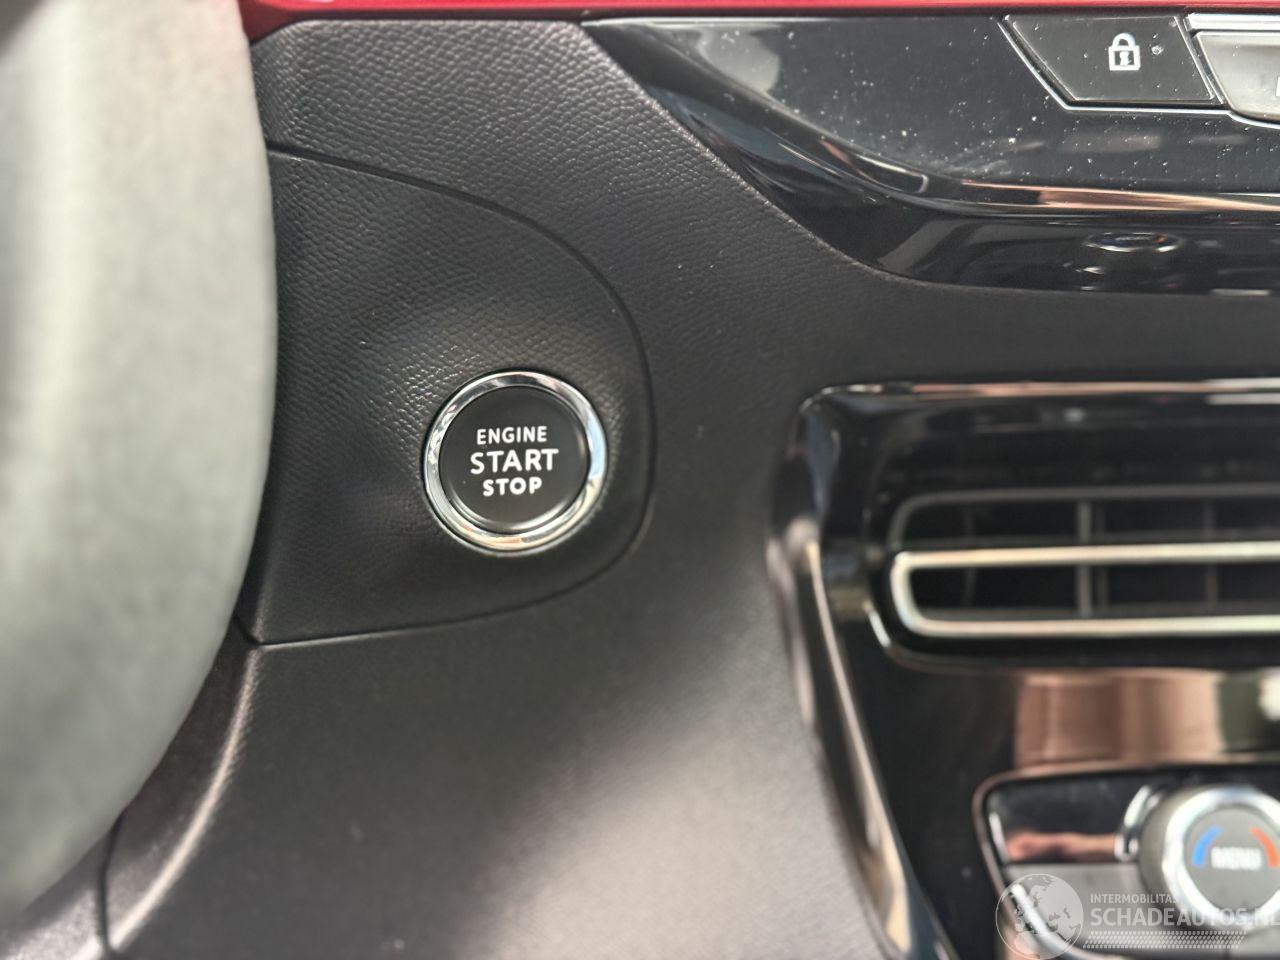 ENGINE
START
STOP
MENU
INTERMOBILITAS
SCHADEAUTOS.NL